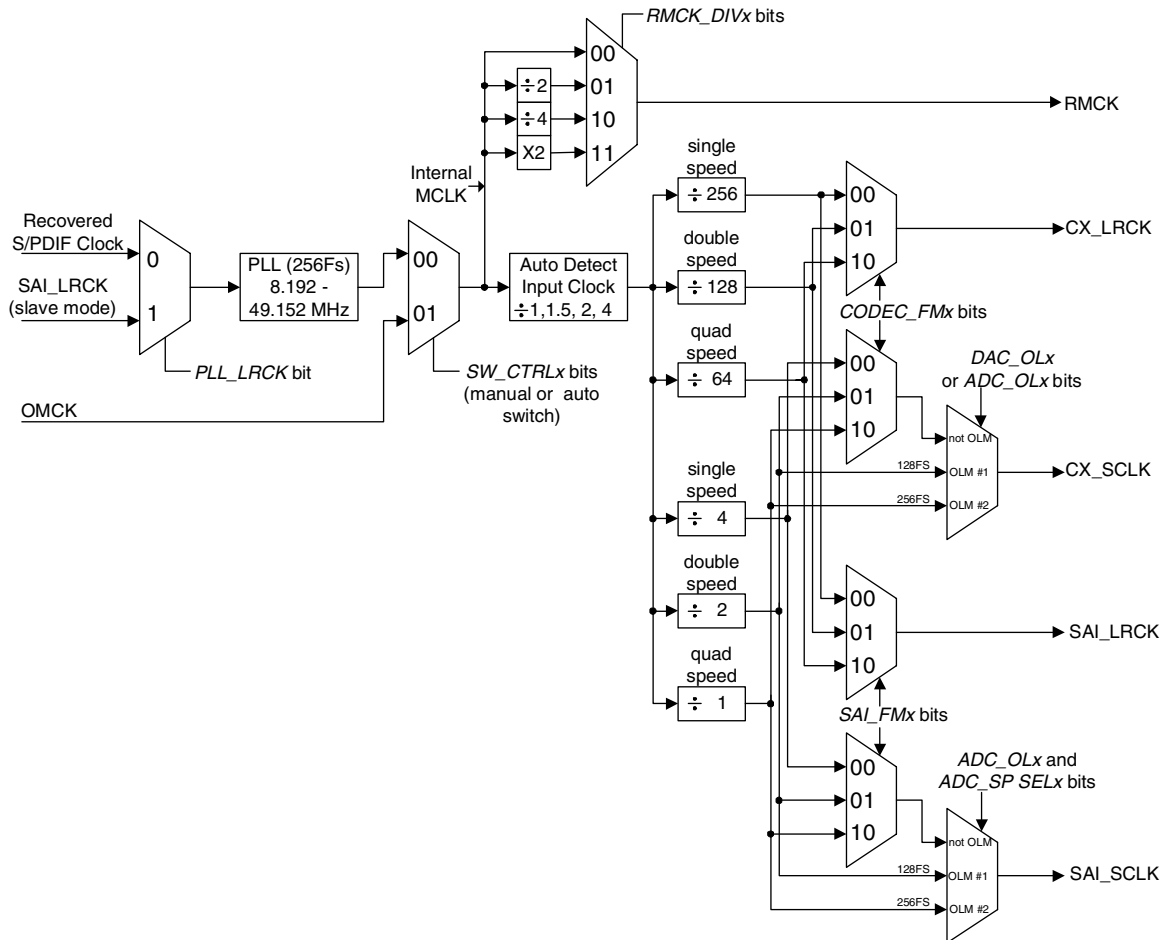 RMCK_DIVx bits
00
÷2
01
÷4
10
X2
11
RMCK
Internal
MCLK
single
speed
÷ 256
00
01
10
CX_LRCK
Recovered
S/PDIF Clock
0
SAI_LRCK
(slave mode)
1
PLL (256Fs)
8.192 -
49.152 MHz
00
01
Auto Detect
Input Clock
÷1,1.5, 2, 4
double
speed
÷ 128
CODEC_FMx bits
quad
speed
÷ 64
PLL_LRCK bit
SW_CTRLx bits
(manual or auto
switch)
OMCK
00
01
10
DAC_OLx
or ADC_OLx bits
not OLM
128FS
OLM #1
256FS
OLM #2
CX_SCLK
single
speed
÷ 4
double
speed
÷ 2
quad
speed
÷ 1
00
01
10
SAI_LRCK
SAI_FMx bits
00
01
10
ADC_OLx and
ADC_SP SELx bits
not OLM
128FS
OLM #1
256FS
OLM #2
SAI_SCLK